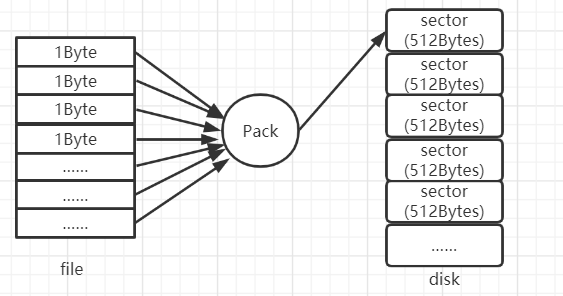 1Byte
1Byte
1Byte
1Byte
......
......
......
file
Pack
sector
(512Bytes)
sector
(512Bytes)
sector
(512Bytes)
sector
(512Bytes)
sector
(512Bytes)
......
disk